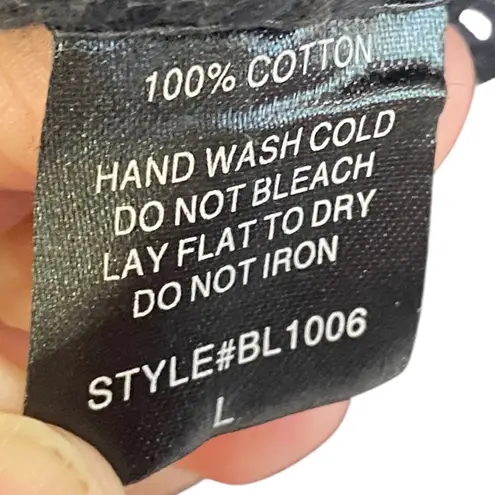 100% COTTON
HAND WASH COLD
DO NOT BLEACH
LAY FLAT TO DRY
DO NOT IRON
STYLE#BL1006
L